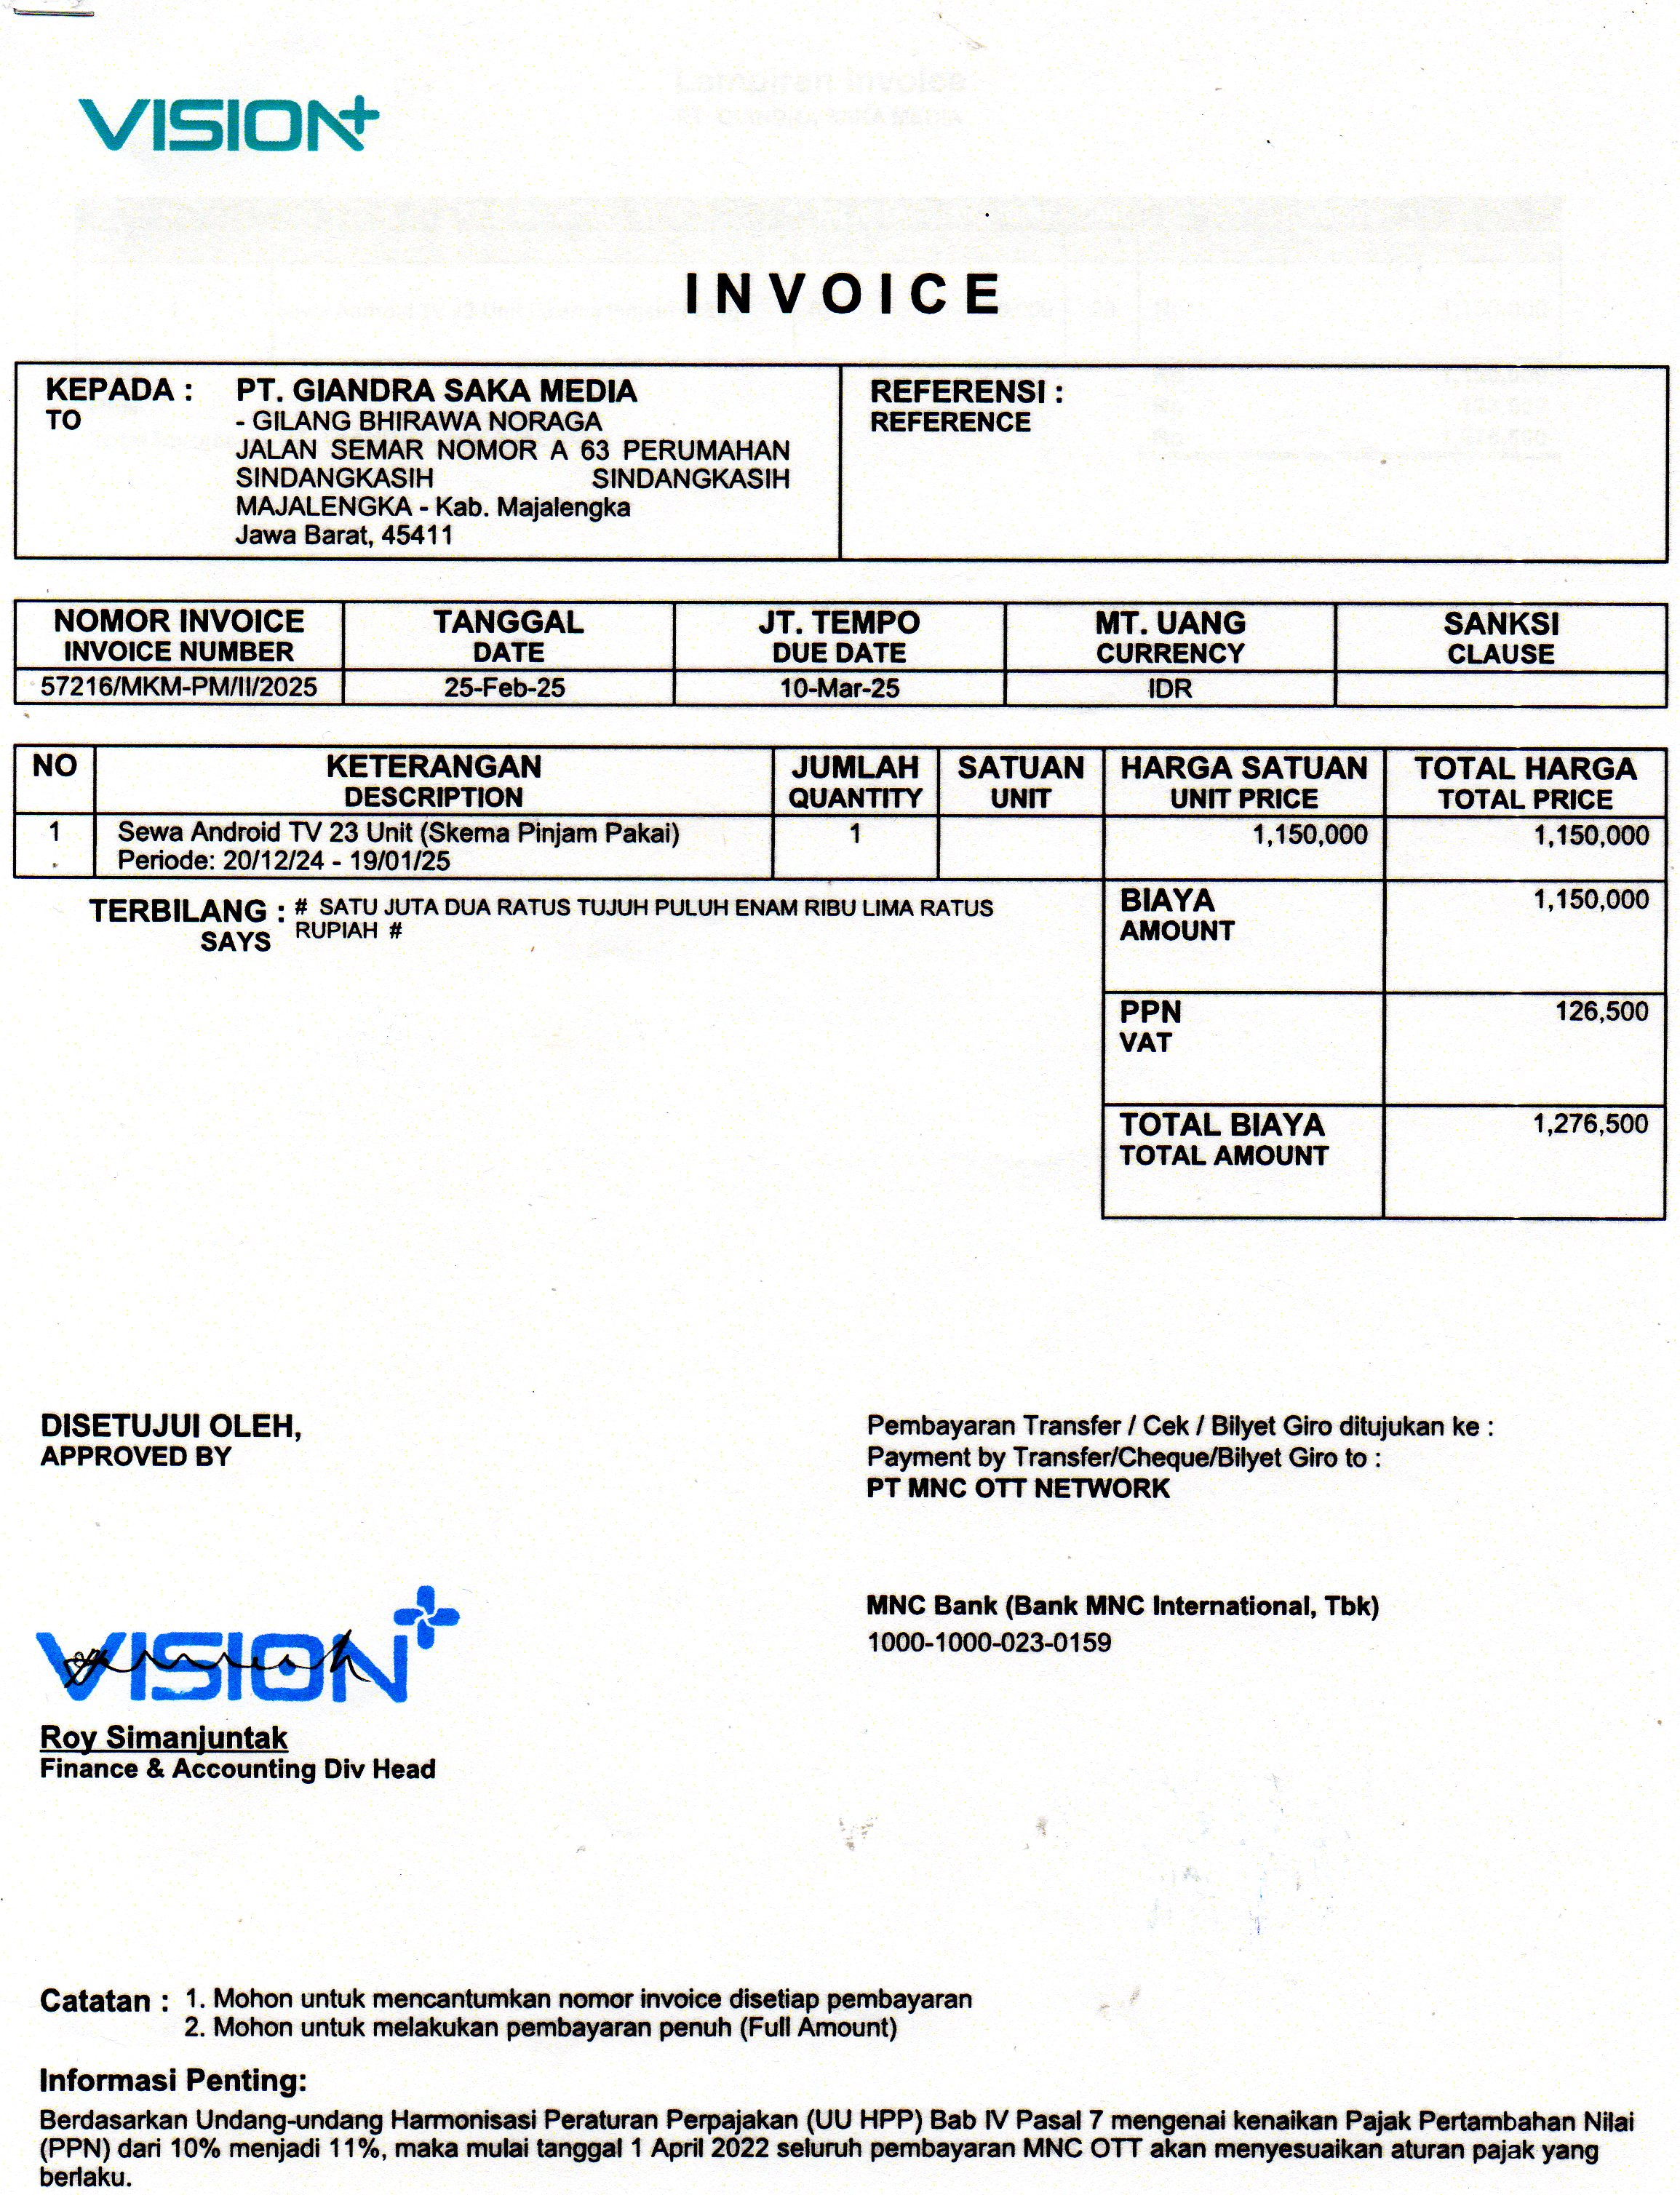 VISION+
INVOICE
KEPADA : PT. GIANDRA SAKA MEDIA
TO - GILANG BHIRAWA NORAGA
JALAN SEMAR NOMOR A 63 PERUMAHAN
SINDANGKASIH SINDANGKASIH
MAJALENGKA - Kab. Majalengka
Jawa Barat, 45411
REFERENSI :
REFERENCE
NOMOR INVOICE TANGGAL JT. TEMPO MT. UANG SANKSI
INVOICE NUMBER DATE DUE DATE CURRENCY CLAUSE
57216/MKM-PM/II/2025 25-Feb-25 10-Mar-25 IDR
NO KETERANGAN JUMLAH SATUAN HARGA SATUAN TOTAL HARGA
DESCRIPTION QUANTITY UNIT UNIT PRICE TOTAL PRICE
1 Sewa Android TV 23 Unit (Skema Pinjam Pakai) 1 1,150,000 1,150,000
Periode: 20/12/24 - 19/01/25
TERBILANG : # SATU JUTA DUA RATUS TUJUH PULUH ENAM RIBU LIMA RATUS
SAYS RUPIAH #
BIAYA 1,150,000
AMOUNT
PPN 126,500
VAT
TOTAL BIAYA 1,276,500
TOTAL AMOUNT
DISETUJUI OLEH,
APPROVED BY
Pembayaran Transfer / Cek / Bilyet Giro ditujukan ke :
Payment by Transfer/Cheque/Bilyet Giro to :
PT MNC OTT NETWORK
MNC Bank (Bank MNC International, Tbk)
1000-1000-023-0159
VISION+
Roy Simanjuntak
Finance & Accounting Div Head
Catatan : 1. Mohon untuk mencantumkan nomor invoice disetiap pembayaran
2. Mohon untuk melakukan pembayaran penuh (Full Amount)
Informasi Penting:
Berdasarkan Undang-undang Harmonisasi Peraturan Perpajakan (UU HPP) Bab IV Pasal 7 mengenai kenaikan Pajak Pertambahan Nilai
(PPN) dari 10% menjadi 11%, maka mulai tanggal 1 April 2022 seluruh pembayaran MNC OTT akan menyesuaikan aturan pajak yang
berlaku.